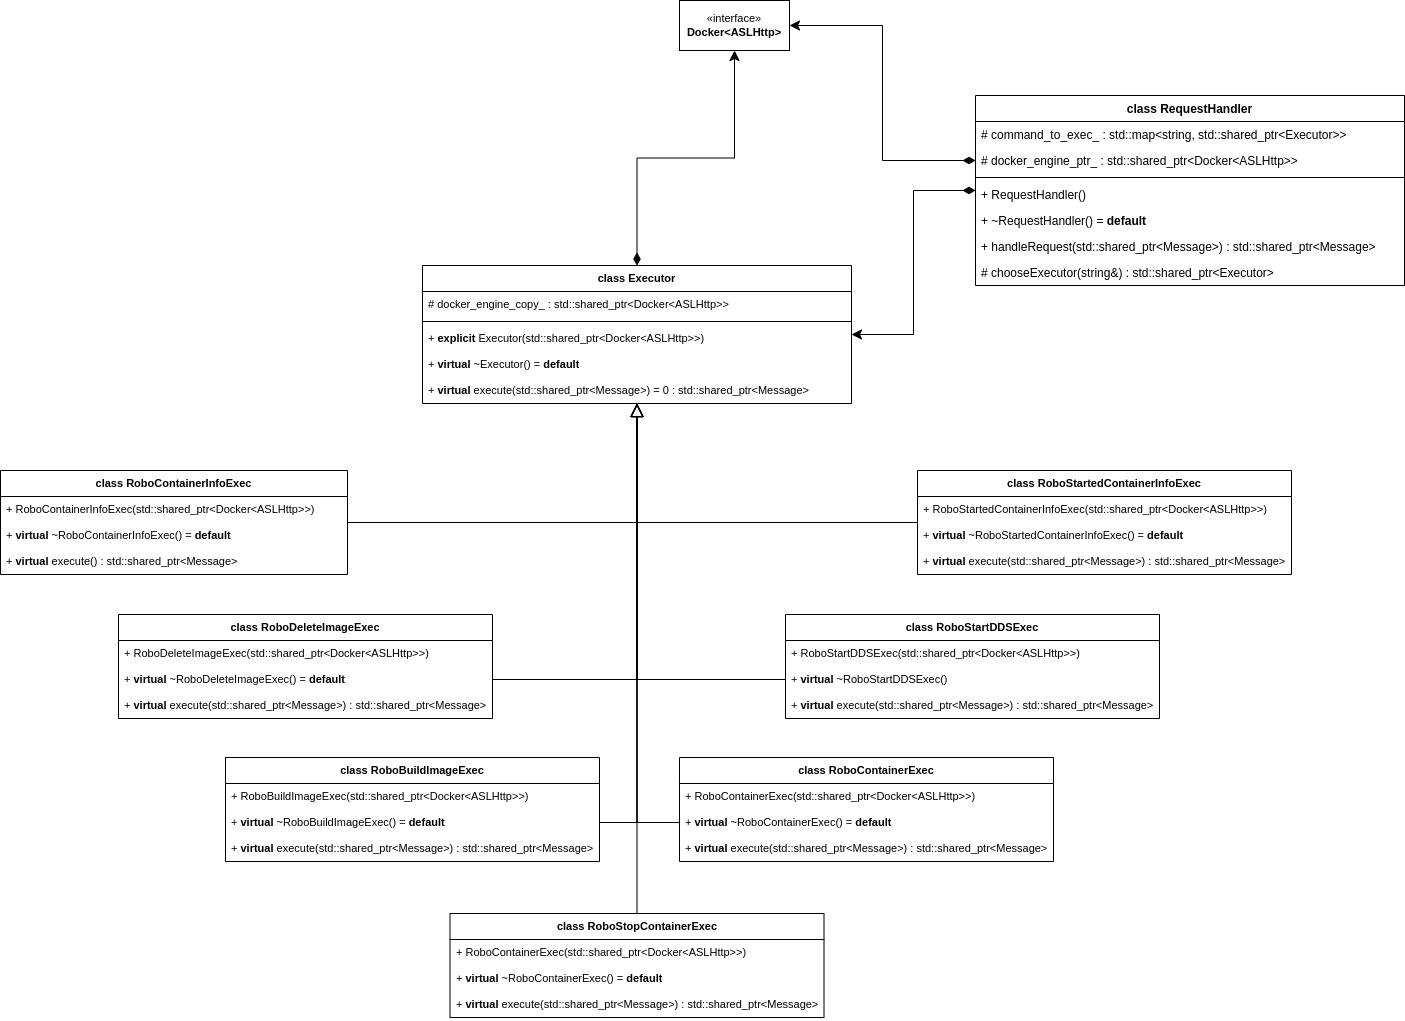 «interface»
Docker<ASLHttp>
class RequestHandler
# command_to_exec_ : std::map<string, std::shared_ptr<Executor>>
# docker_engine_ptr_ : std::shared_ptr<Docker<ASLHttp>>
+ RequestHandler()
+ ~RequestHandler() = default
+ handleRequest(std::shared_ptr<Message>) : std::shared_ptr<Message>
# chooseExecutor(string&) : std::shared_ptr<Executor>
class Executor
# docker_engine_copy_ : std::shared_ptr<Docker<ASLHttp>>
+ explicit Executor(std::shared_ptr<Docker<ASLHttp>>)
+ virtual ~Executor() = default
+ virtual execute(std::shared_ptr<Message>) = 0 : std::shared_ptr<Message>
class RoboContainerInfoExec
+ RoboContainerInfoExec(std::shared_ptr<Docker<ASLHttp>>)
+ virtual ~RoboContainerInfoExec() = default
+ virtual execute() : std::shared_ptr<Message>
class RoboStartedContainerInfoExec
+ RoboStartedContainerInfoExec(std::shared_ptr<Docker<ASLHttp>>)
+ virtual ~RoboStartedContainerInfoExec() = default
+ virtual execute(std::shared_ptr<Message>) : std::shared_ptr<Message>
class RoboDeleteImageExec
+ RoboDeleteImageExec(std::shared_ptr<Docker<ASLHttp>>)
+ virtual ~RoboDeleteImageExec() = default
+ virtual execute(std::shared_ptr<Message>) : std::shared_ptr<Message>
class RoboStartDDSExec
+ RoboStartDDSExec(std::shared_ptr<Docker<ASLHttp>>)
+ virtual ~RoboStartDDSExec()
+ virtual execute(std::shared_ptr<Message>) : std::shared_ptr<Message>
class RoboBuildImageExec
+ RoboBuildImageExec(std::shared_ptr<Docker<ASLHttp>>)
+ virtual ~RoboBuildImageExec() = default
+ virtual execute(std::shared_ptr<Message>) : std::shared_ptr<Message>
class RoboContainerExec
+ RoboContainerExec(std::shared_ptr<Docker<ASLHttp>>)
+ virtual ~RoboContainerExec() = default
+ virtual execute(std::shared_ptr<Message>) : std::shared_ptr<Message>
class RoboStopContainerExec
+ RoboContainerExec(std::shared_ptr<Docker<ASLHttp>>)
+ virtual ~RoboContainerExec() = default
+ virtual execute(std::shared_ptr<Message>) : std::shared_ptr<Message>